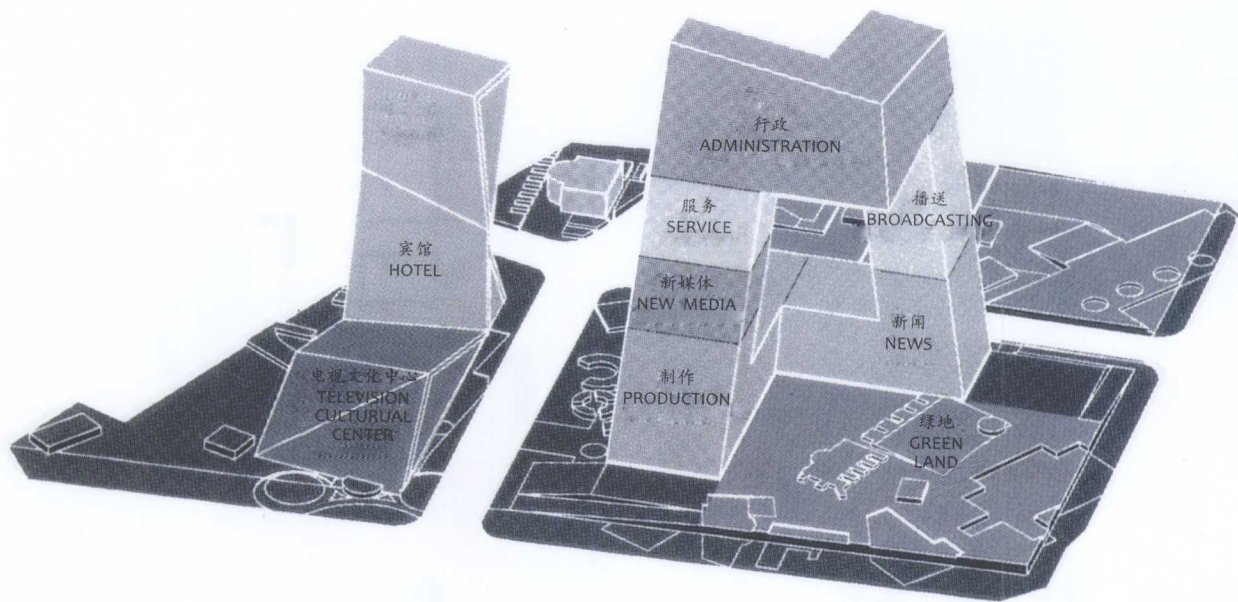 行政
ADMINISTRATION
服务
SERVICE
播送
BROADCASTING
宾馆
HOTEL
新媒体
NEW MEDIA
新闻
NEWS
电视文化中心
TELEVISION
CULTURUAL
CENTER
制作
PRODUCTION
绿地
GREEN
LAND